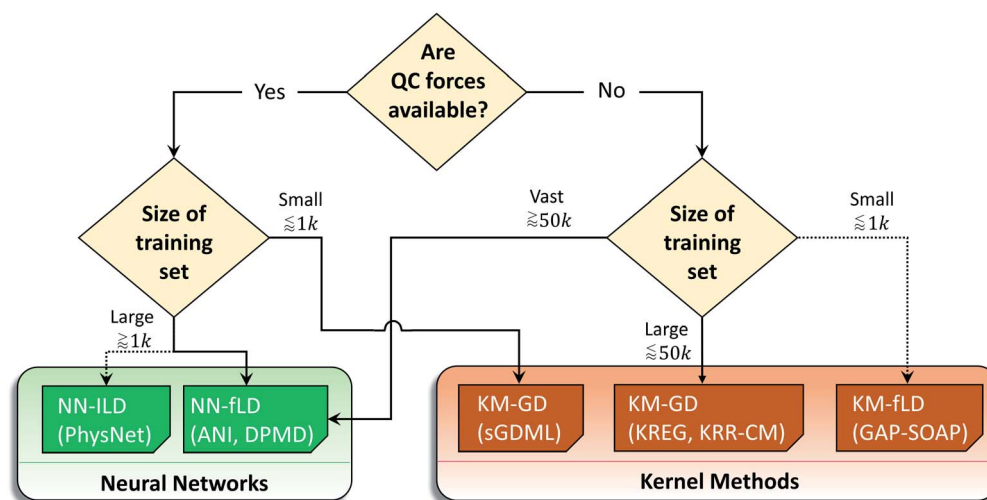 Are
QC forces
available?
Yes
No
Size of
training
set
Small
⪅1k
Vast
⪆50k
Size of
training
set
Small
⪅1k
Large
⪆1k
Large
⪅50k
NN-lLD
(PhysNet)
NN-fLD
(ANI, DPMD)
KM-GD
(sGDML)
KM-GD
(KREG, KRR-CM)
KM-fLD
(GAP-SOAP)
Neural Networks
Kernel Methods